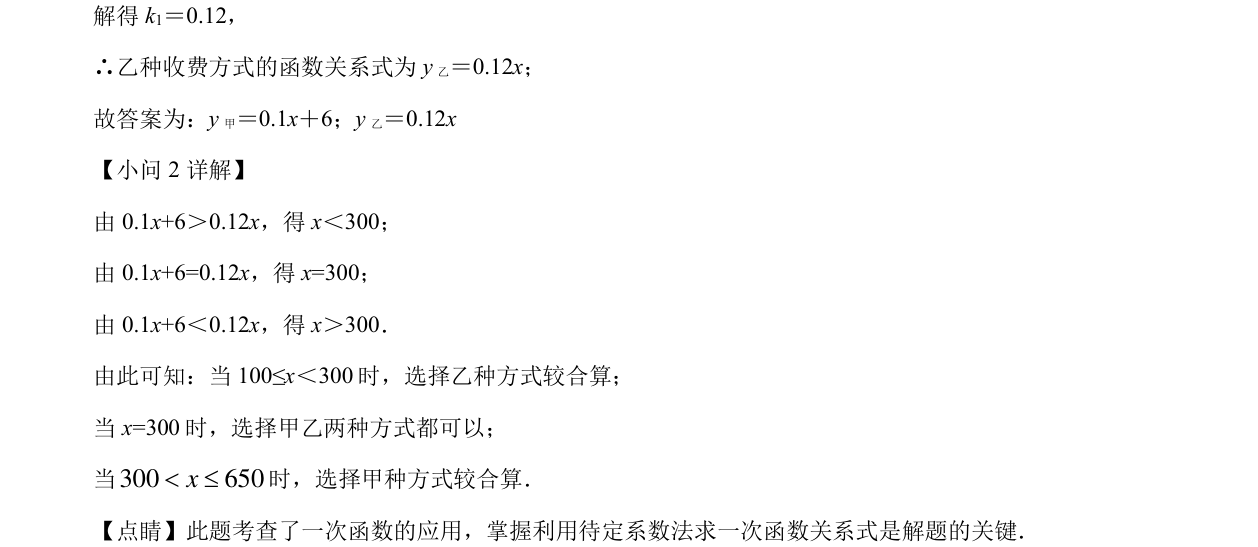 解得 k₁＝0.12，
∴乙种收费方式的函数关系式为 y 乙＝0.12x；
故答案为：y 甲＝0.1x＋6；y 乙＝0.12x
【小问 2 详解】
由 0.1x+6＞0.12x，得 x＜300；
由 0.1x+6=0.12x，得 x=300；
由 0.1x+6＜0.12x，得 x＞300．
由此可知：当 100≤x＜300 时，选择乙种方式较合算；
当 x=300 时，选择甲乙两种方式都可以；
当 300 < x ≤ 650 时，选择甲种方式较合算．
【点睛】此题考查了一次函数的应用，掌握利用待定系数法求一次函数关系式是解题的关键．